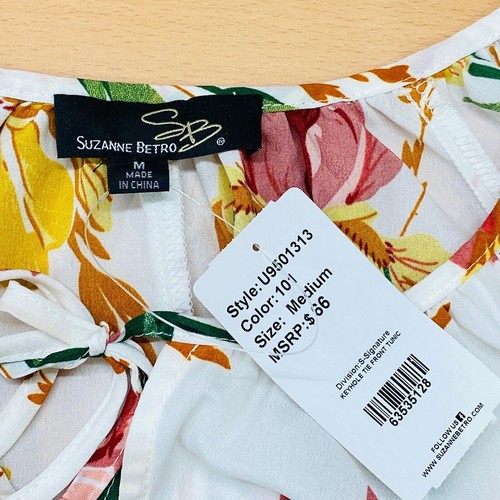 SB
SUZANNE BETRO®
M
MADE
IN CHINA
Style: U9501313
Color: 101
Size: Medium
MSRP: $66
Division: S-Signature
KEYHOLE TIE FRONT TUNIC
63535128
FOLLOW US
WWW.
SUZANNEBETRO.COM